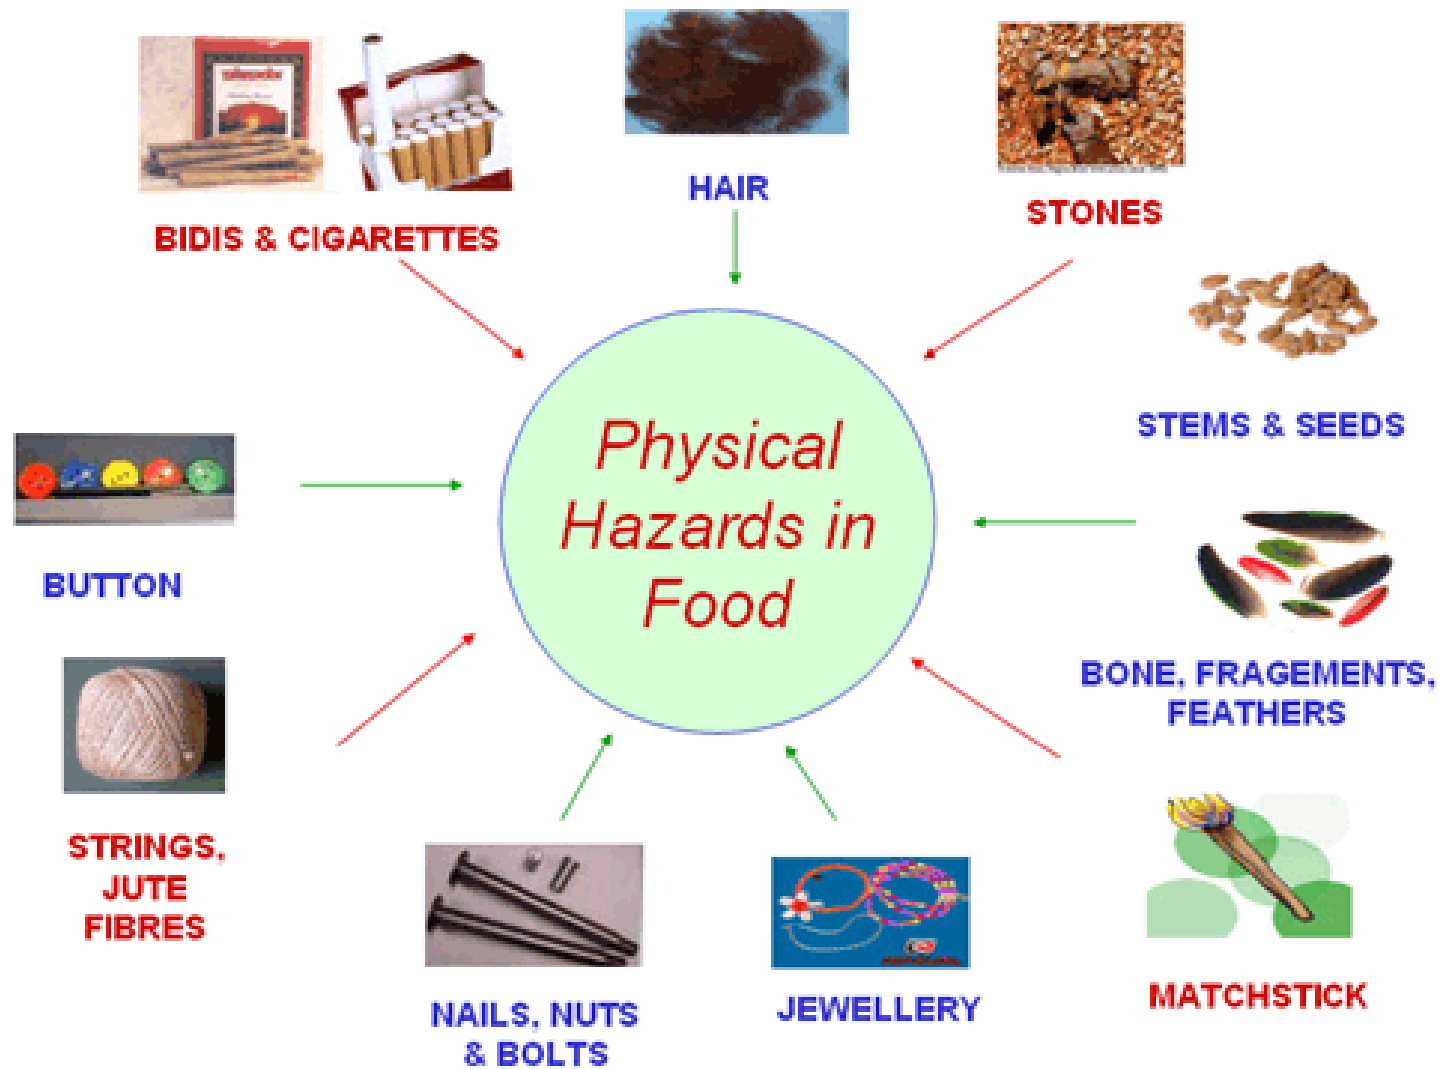 HAIR
STONES
BIDIS & CIGARETTES
STEMS & SEEDS
Physical
Hazards in
Food
BUTTON
BONE, FRAGEMENTS,
FEATHERS
STRINGS,
JUTE
FIBRES
MATCHSTICK
NAILS, NUTS
& BOLTS
JEWELLERY